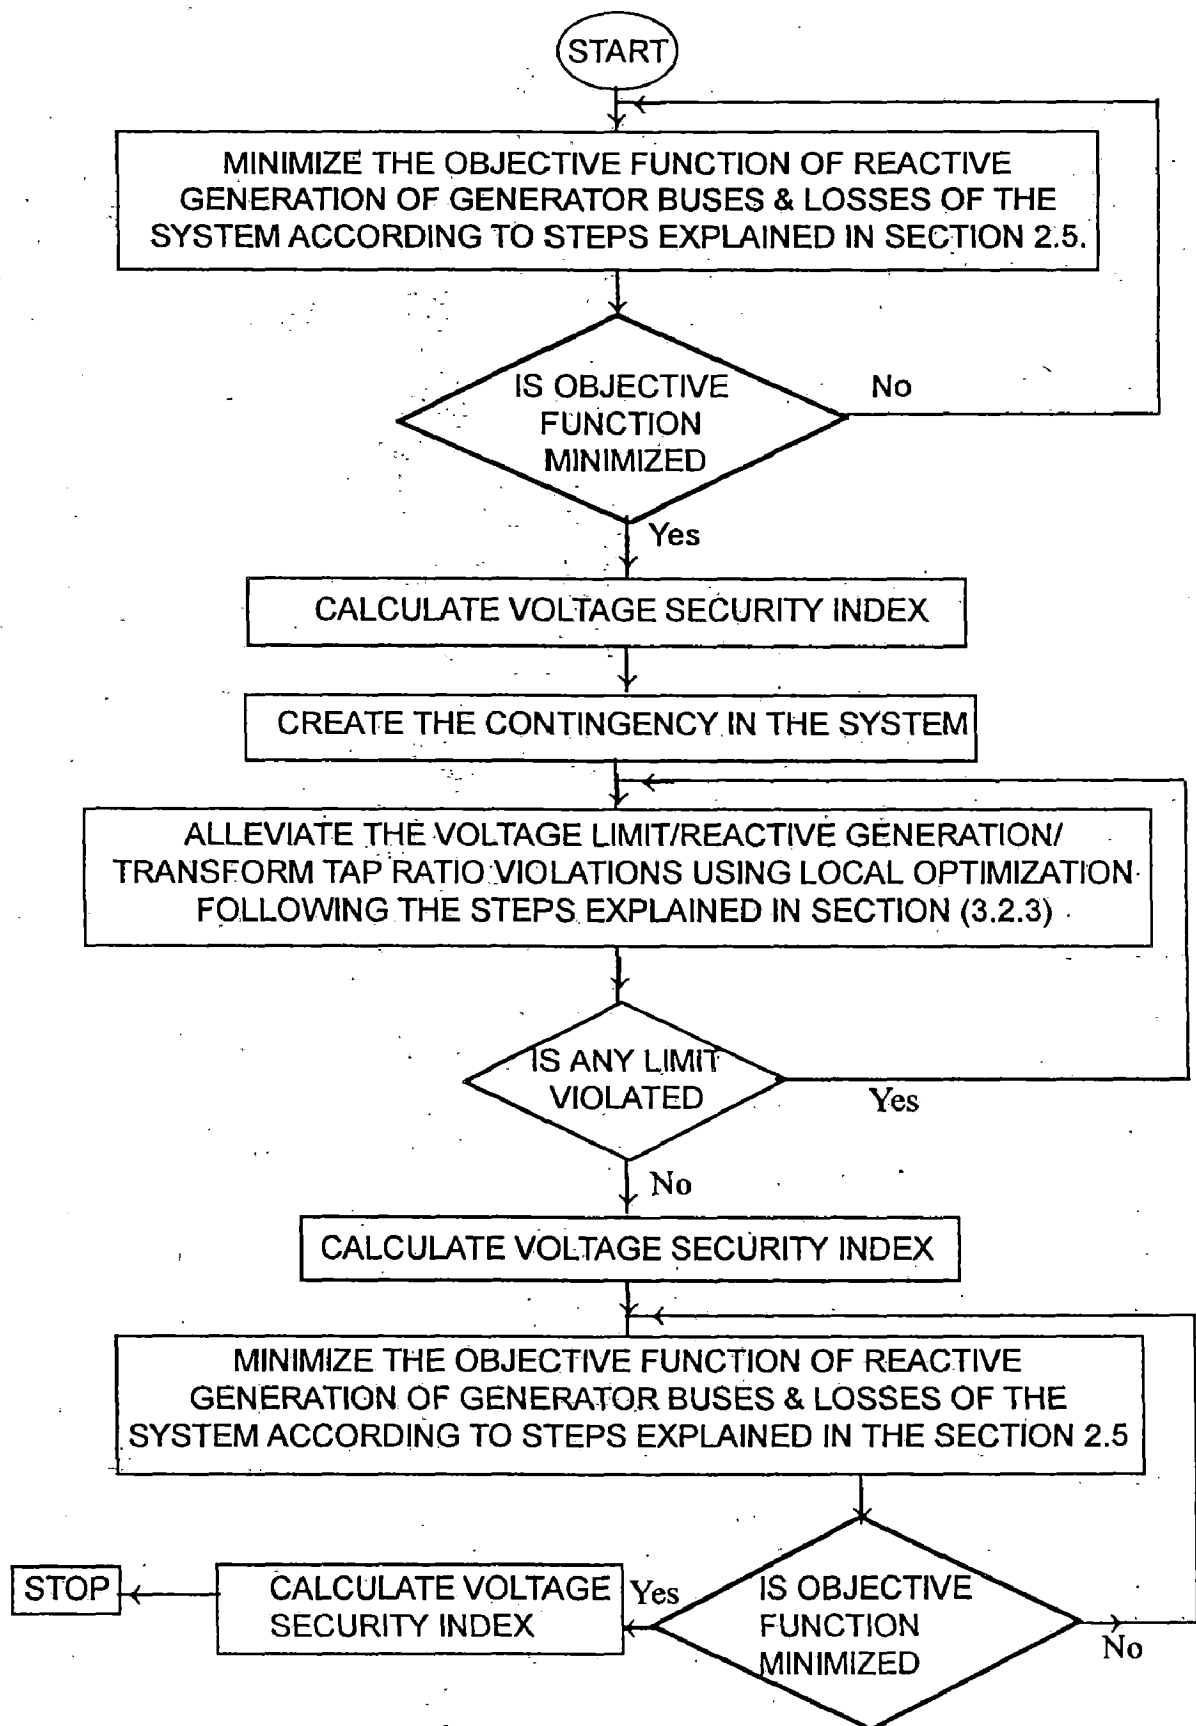 START
MINIMIZE THE OBJECTIVE FUNCTION OF REACTIVE
GENERATION OF GENERATOR BUSES & LOSSES OF THE
SYSTEM ACCORDING TO STEPS EXPLAINED IN SECTION 2.5.
IS OBJECTIVE
FUNCTION
MINIMIZED
No
Yes
CALCULATE VOLTAGE SECURITY INDEX
CREATE THE CONTINGENCY IN THE SYSTEM
ALLEVIATE THE VOLTAGE LIMIT/REACTIVE GENERATION/
TRANSFORM TAP RATIO VIOLATIONS USING LOCAL OPTIMIZATION
FOLLOWING THE STEPS EXPLAINED IN SECTION (3.2.3)
IS ANY LIMIT
VIOLATED
Yes
No
CALCULATE VOLTAGE SECURITY INDEX
MINIMIZE THE OBJECTIVE FUNCTION OF REACTIVE
GENERATION OF GENERATOR BUSES & LOSSES OF THE
SYSTEM ACCORDING TO STEPS EXPLAINED IN THE SECTION 2.5
IS OBJECTIVE
FUNCTION
MINIMIZED
No
Yes
CALCULATE VOLTAGE
SECURITY INDEX
STOP